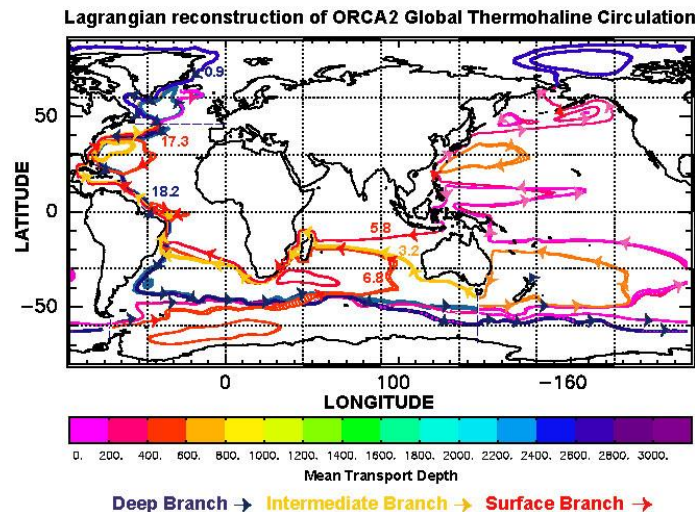 Lagrangian reconstruction of ORCA2 Global Thermohaline Circulation
0.9
50
17.3
18.2
0
5.8
3.2
6.8
−50
LATITUDE
0 100 −160
LONGITUDE
0. 200. 400. 600. 800. 1000. 1200. 1400. 1600. 2000. 2200. 2400. 2600. 2800. 3000.
Mean Transport Depth
Deep Branch → Intermediate Branch → Surface Branch →